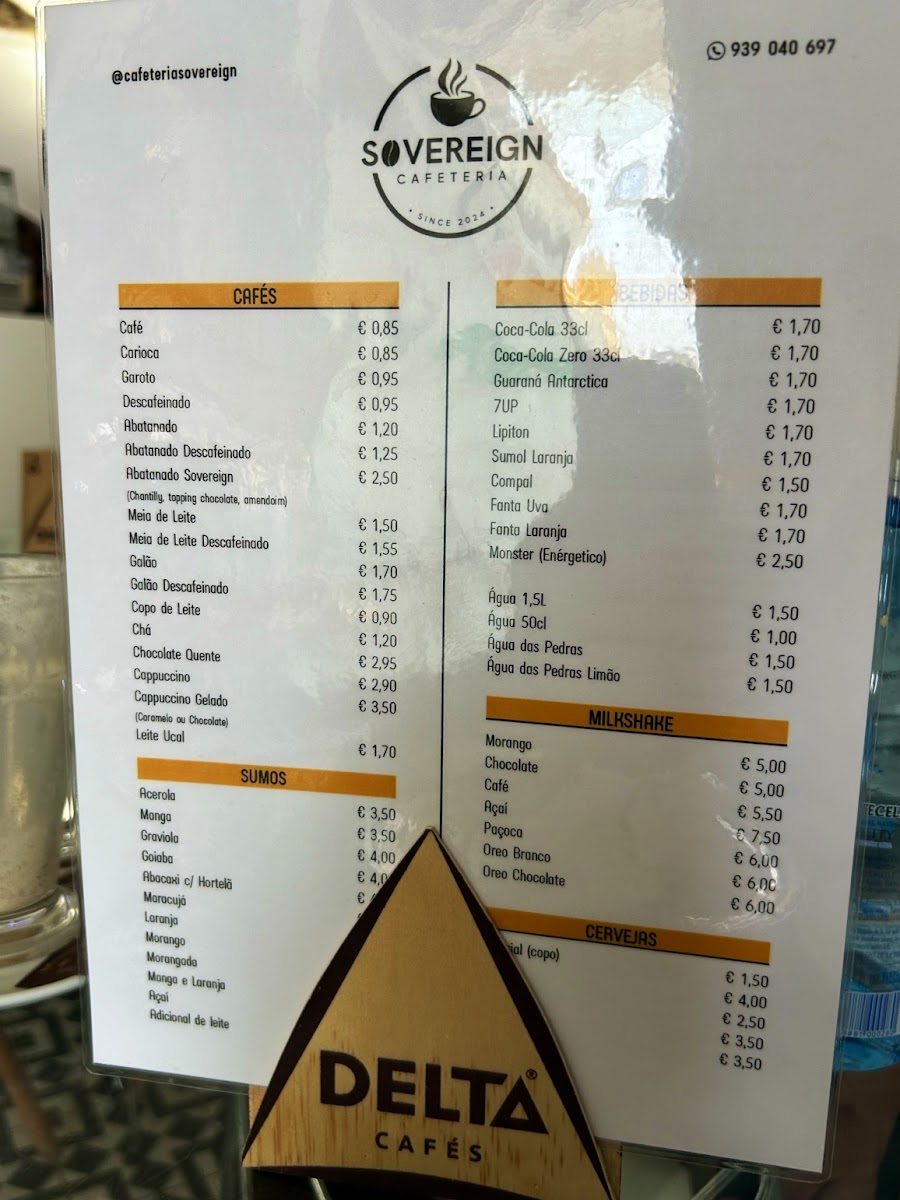 @cafeteriasovereign
939 040 697
SOVEREIGN
CAFETERIA
• SINCE 2024 •
CAFÉS
Café € 0,85
Carioca € 0,85
Garoto € 0,95
Descafeinado € 0,95
Abatanado € 1,20
Abatanado Descafeinado € 1,25
Abatanado Sovereign € 2,50
(Chantilly, topping chocolate, amendoim)
Meia de Leite € 1,50
Meia de Leite Descafeinado € 1,55
Galão € 1,70
Galão Descafeinado € 1,75
Copo de Leite € 0,90
Chá € 1,20
Chocolate Quente € 2,95
Cappuccino € 2,90
Cappuccino Gelado € 3,50
(Caramelo ou Chocolate)
Leite Ucal € 1,70
SUMOS
Acerola € 3,50
Manga € 3,50
Graviola € 4,00
Goiaba € 4,0
Abacaxi c/ Hortelã €
Maracujá
Laranja
Morango
Morangada
Manga e Laranja
Açaí
Adicional de leite
BEBIDAS
Coca-Cola 33cl € 1,70
Coca-Cola Zero 33cl € 1,70
Guaraná Antarctica € 1,70
7UP € 1,70
Lipiton € 1,70
Sumol Laranja € 1,70
Compal € 1,50
Fanta Uva € 1,70
Fanta Laranja € 1,70
Monster (Enérgetico) € 2,50
Água 1,5L € 1,50
Água 50cl € 1,00
Água das Pedras € 1,50
Água das Pedras Limão € 1,50
MILKSHAKE
Morango € 5,00
Chocolate € 5,00
Café € 5,50
Açaí € 7,50
Paçoca € 6,00
Oreo Branco € 6,00
Oreo Chocolate € 6,00
CERVEJAS
(copo) € 1,50
€ 4,00
€ 2,50
€ 3,50
€ 3,50
DELTA®
CAFÉS